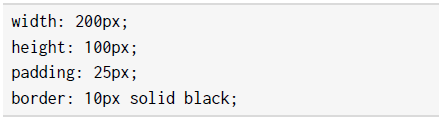 width: 200px;
height: 100px;
padding: 25px;
border: 10px solid black;